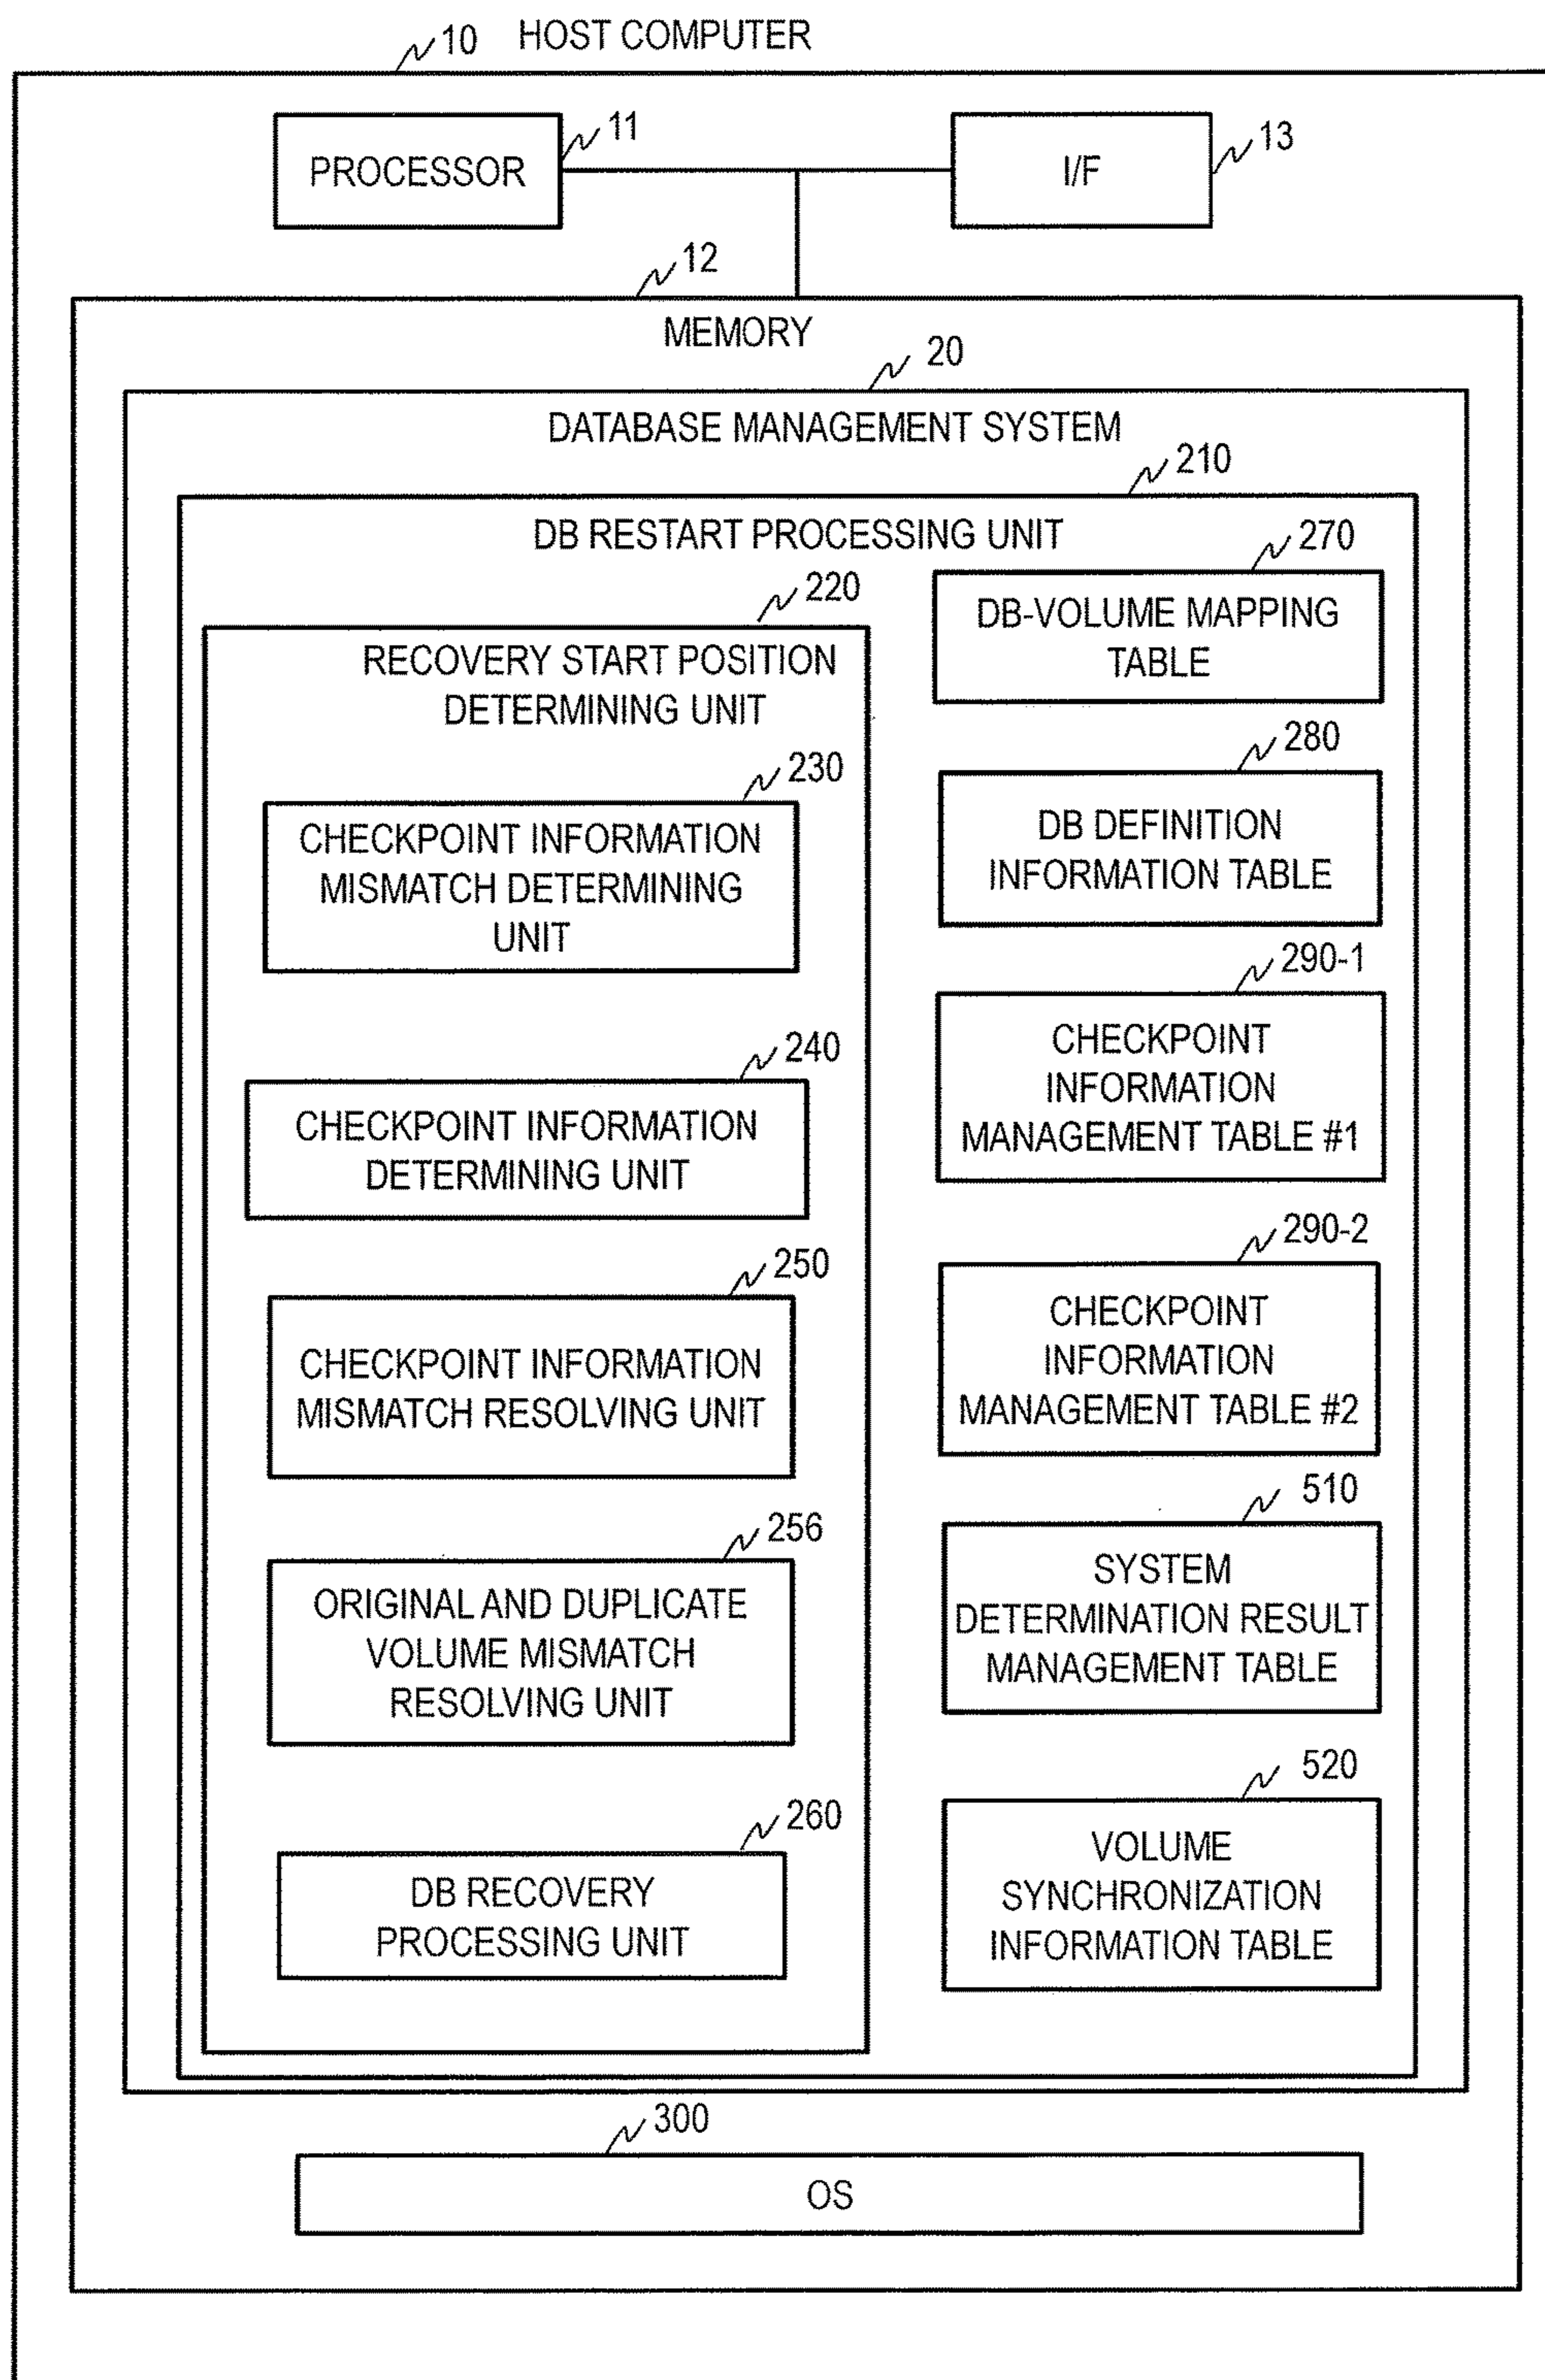 10 HOST COMPUTER
11
PROCESSOR
13
I/F
12
MEMORY
20
DATABASE MANAGEMENT SYSTEM
210
DB RESTART PROCESSING UNIT
220
RECOVERY START POSITION
DETERMINING UNIT
230
CHECKPOINT INFORMATION
MISMATCH DETERMINING
UNIT
240
CHECKPOINT INFORMATION
DETERMINING UNIT
250
CHECKPOINT INFORMATION
MISMATCH RESOLVING UNIT
256
ORIGINAL AND DUPLICATE
VOLUME MISMATCH
RESOLVING UNIT
260
DB RECOVERY
PROCESSING UNIT
270
DB-VOLUME MAPPING
TABLE
280
DB DEFINITION
INFORMATION TABLE
290-1
CHECKPOINT
INFORMATION
MANAGEMENT TABLE #1
290-2
CHECKPOINT
INFORMATION
MANAGEMENT TABLE #2
510
SYSTEM
DETERMINATION RESULT
MANAGEMENT TABLE
520
VOLUME
SYNCHRONIZATION
INFORMATION TABLE
300
OS